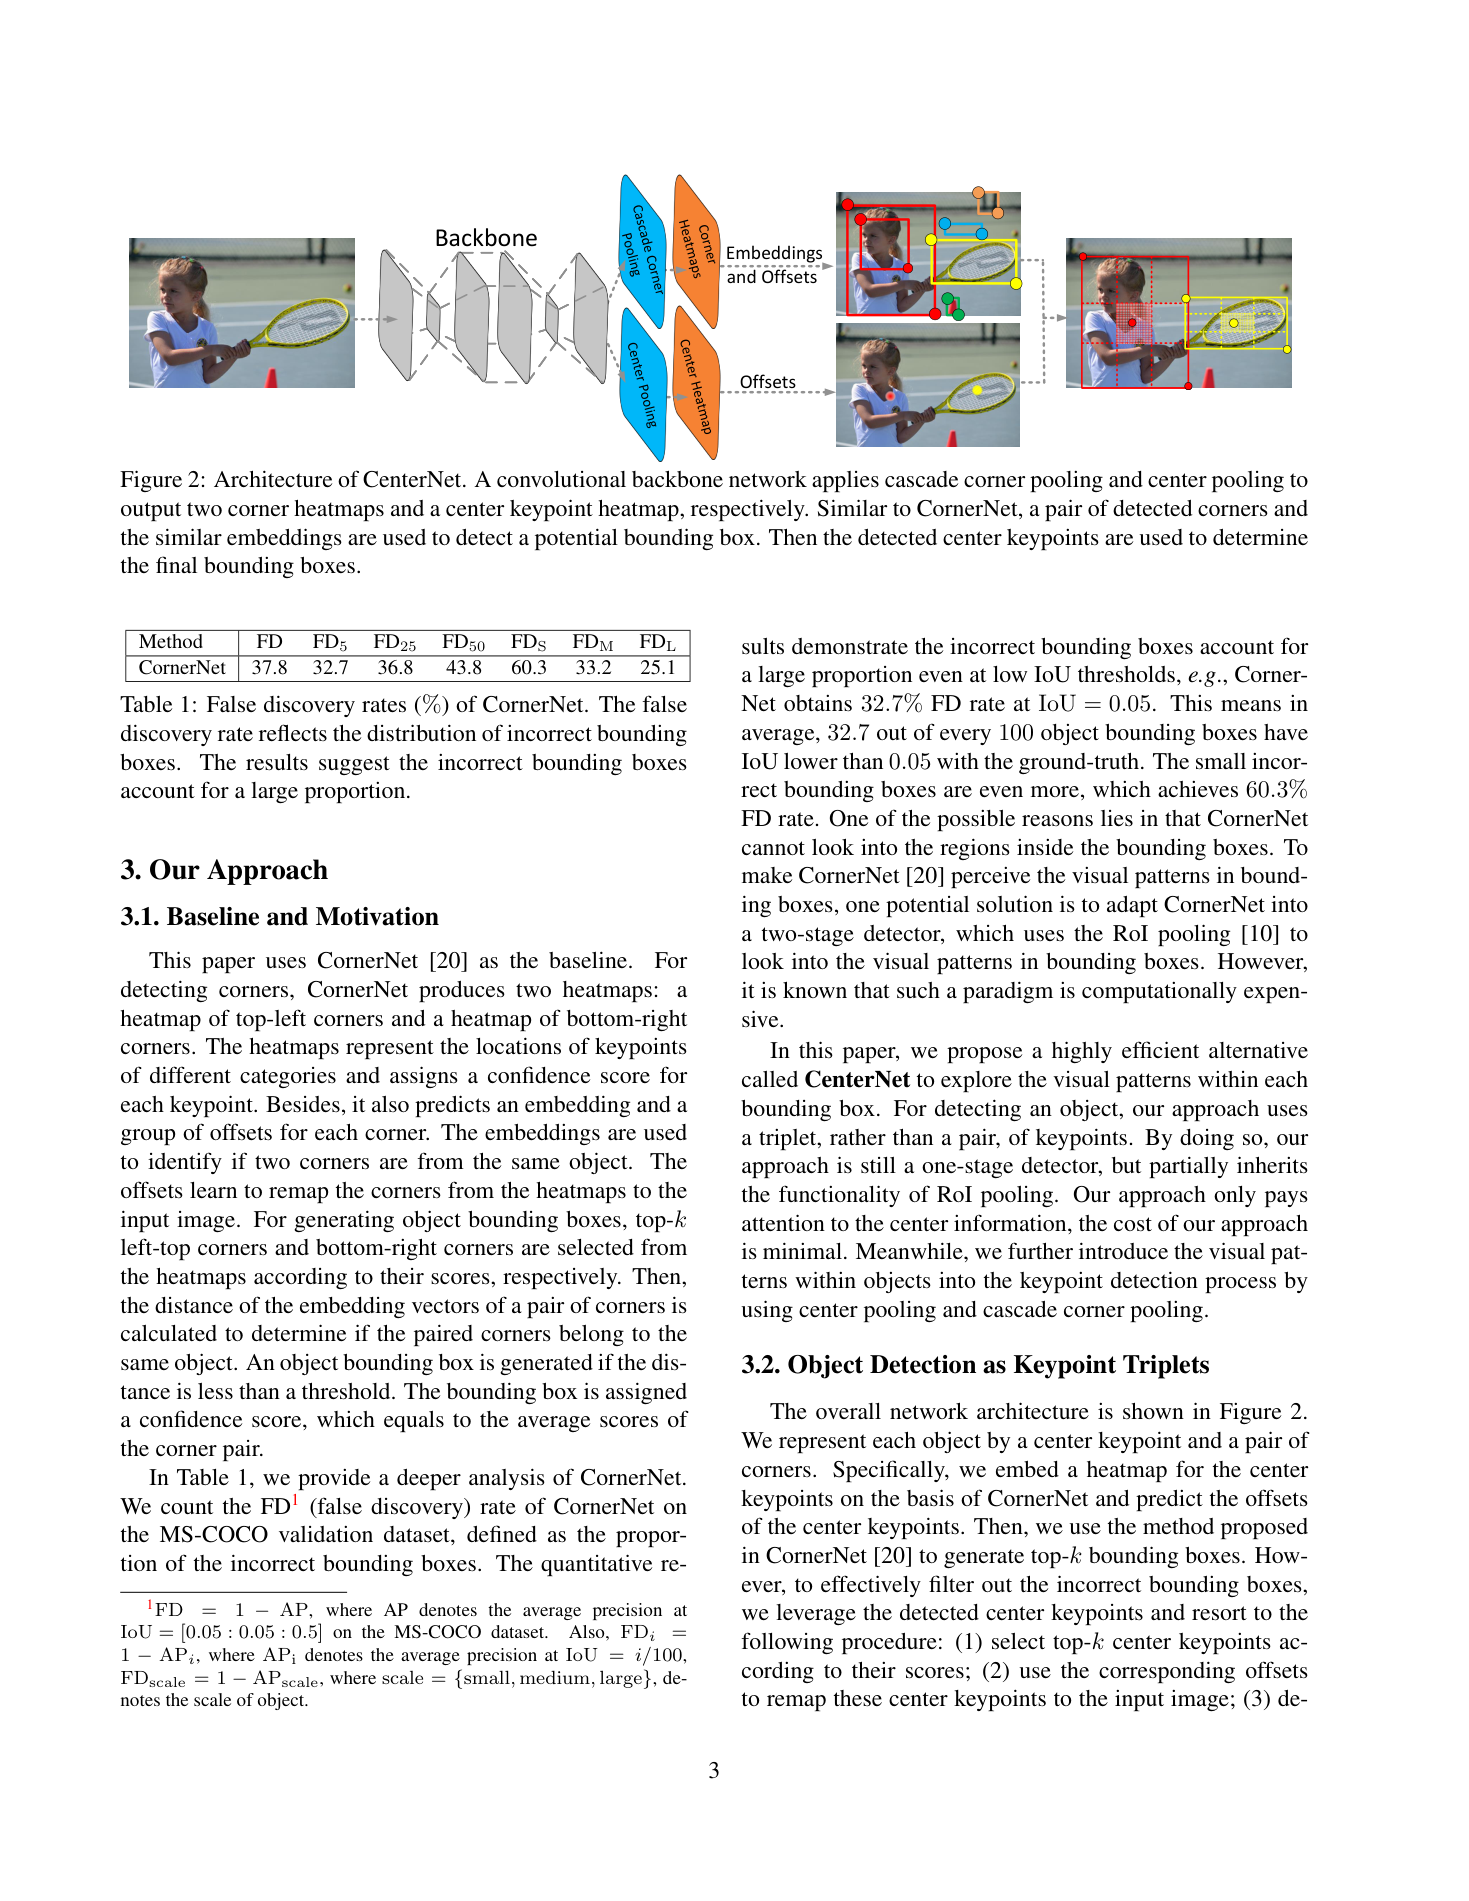 Backbone
Cascade Corner
Pooling
Corner
Heatmaps
Embeddings
and Offsets
Center Pooling
Center Heatmap
Offsets
Figure 2: Architecture of CenterNet. A convolutional backbone network applies cascade corner pooling and center pooling to
output two corner heatmaps and a center keypoint heatmap, respectively. Similar to CornerNet, a pair of detected corners and
the similar embeddings are used to detect a potential bounding box. Then the detected center keypoints are used to determine
the final bounding boxes.
Method FD FD5 FD25 FD50 FDS FDM FDL
CornerNet 37.8 32.7 36.8 43.8 60.3 33.2 25.1
Table 1: False discovery rates (%) of CornerNet. The false
discovery rate reflects the distribution of incorrect bounding
boxes. The results suggest the incorrect bounding boxes
account for a large proportion.
3. Our Approach
3.1. Baseline and Motivation
This paper uses CornerNet [20] as the baseline. For
detecting corners, CornerNet produces two heatmaps: a
heatmap of top-left corners and a heatmap of bottom-right
corners. The heatmaps represent the locations of keypoints
of different categories and assigns a confidence score for
each keypoint. Besides, it also predicts an embedding and a
group of offsets for each corner. The embeddings are used
to identify if two corners are from the same object. The
offsets learn to remap the corners from the heatmaps to the
input image. For generating object bounding boxes, top-k
left-top corners and bottom-right corners are selected from
the heatmaps according to their scores, respectively. Then,
the distance of the embedding vectors of a pair of corners is
calculated to determine if the paired corners belong to the
same object. An object bounding box is generated if the dis-
tance is less than a threshold. The bounding box is assigned
a confidence score, which equals to the average scores of
the corner pair.
In Table 1, we provide a deeper analysis of CornerNet.
We count the FD1 (false discovery) rate of CornerNet on
the MS-COCO validation dataset, defined as the propor-
tion of the incorrect bounding boxes. The quantitative re-
1FD = 1 − AP, where AP denotes the average precision at
IoU = [0.05 : 0.05 : 0.5] on the MS-COCO dataset. Also, FDi =
1 − APi, where APi denotes the average precision at IoU = i/100,
FDscale = 1 − APscale, where scale = {small, medium, large}, de-
notes the scale of object.
sults demonstrate the incorrect bounding boxes account for
a large proportion even at low IoU thresholds, e.g., Corner-
Net obtains 32.7% FD rate at IoU = 0.05. This means in
average, 32.7 out of every 100 object bounding boxes have
IoU lower than 0.05 with the ground-truth. The small incor-
rect bounding boxes are even more, which achieves 60.3%
FD rate. One of the possible reasons lies in that CornerNet
cannot look into the regions inside the bounding boxes. To
make CornerNet [20] perceive the visual patterns in bound-
ing boxes, one potential solution is to adapt CornerNet into
a two-stage detector, which uses the RoI pooling [10] to
look into the visual patterns in bounding boxes. However,
it is known that such a paradigm is computationally expen-
sive.
In this paper, we propose a highly efficient alternative
called CenterNet to explore the visual patterns within each
bounding box. For detecting an object, our approach uses
a triplet, rather than a pair, of keypoints. By doing so, our
approach is still a one-stage detector, but partially inherits
the functionality of RoI pooling. Our approach only pays
attention to the center information, the cost of our approach
is minimal. Meanwhile, we further introduce the visual pat-
terns within objects into the keypoint detection process by
using center pooling and cascade corner pooling.
3.2. Object Detection as Keypoint Triplets
The overall network architecture is shown in Figure 2.
We represent each object by a center keypoint and a pair of
corners. Specifically, we embed a heatmap for the center
keypoints on the basis of CornerNet and predict the offsets
of the center keypoints. Then, we use the method proposed
in CornerNet [20] to generate top-k bounding boxes. How-
ever, to effectively filter out the incorrect bounding boxes,
we leverage the detected center keypoints and resort to the
following procedure: (1) select top-k center keypoints ac-
cording to their scores; (2) use the corresponding offsets
to remap these center keypoints to the input image; (3) de-
3